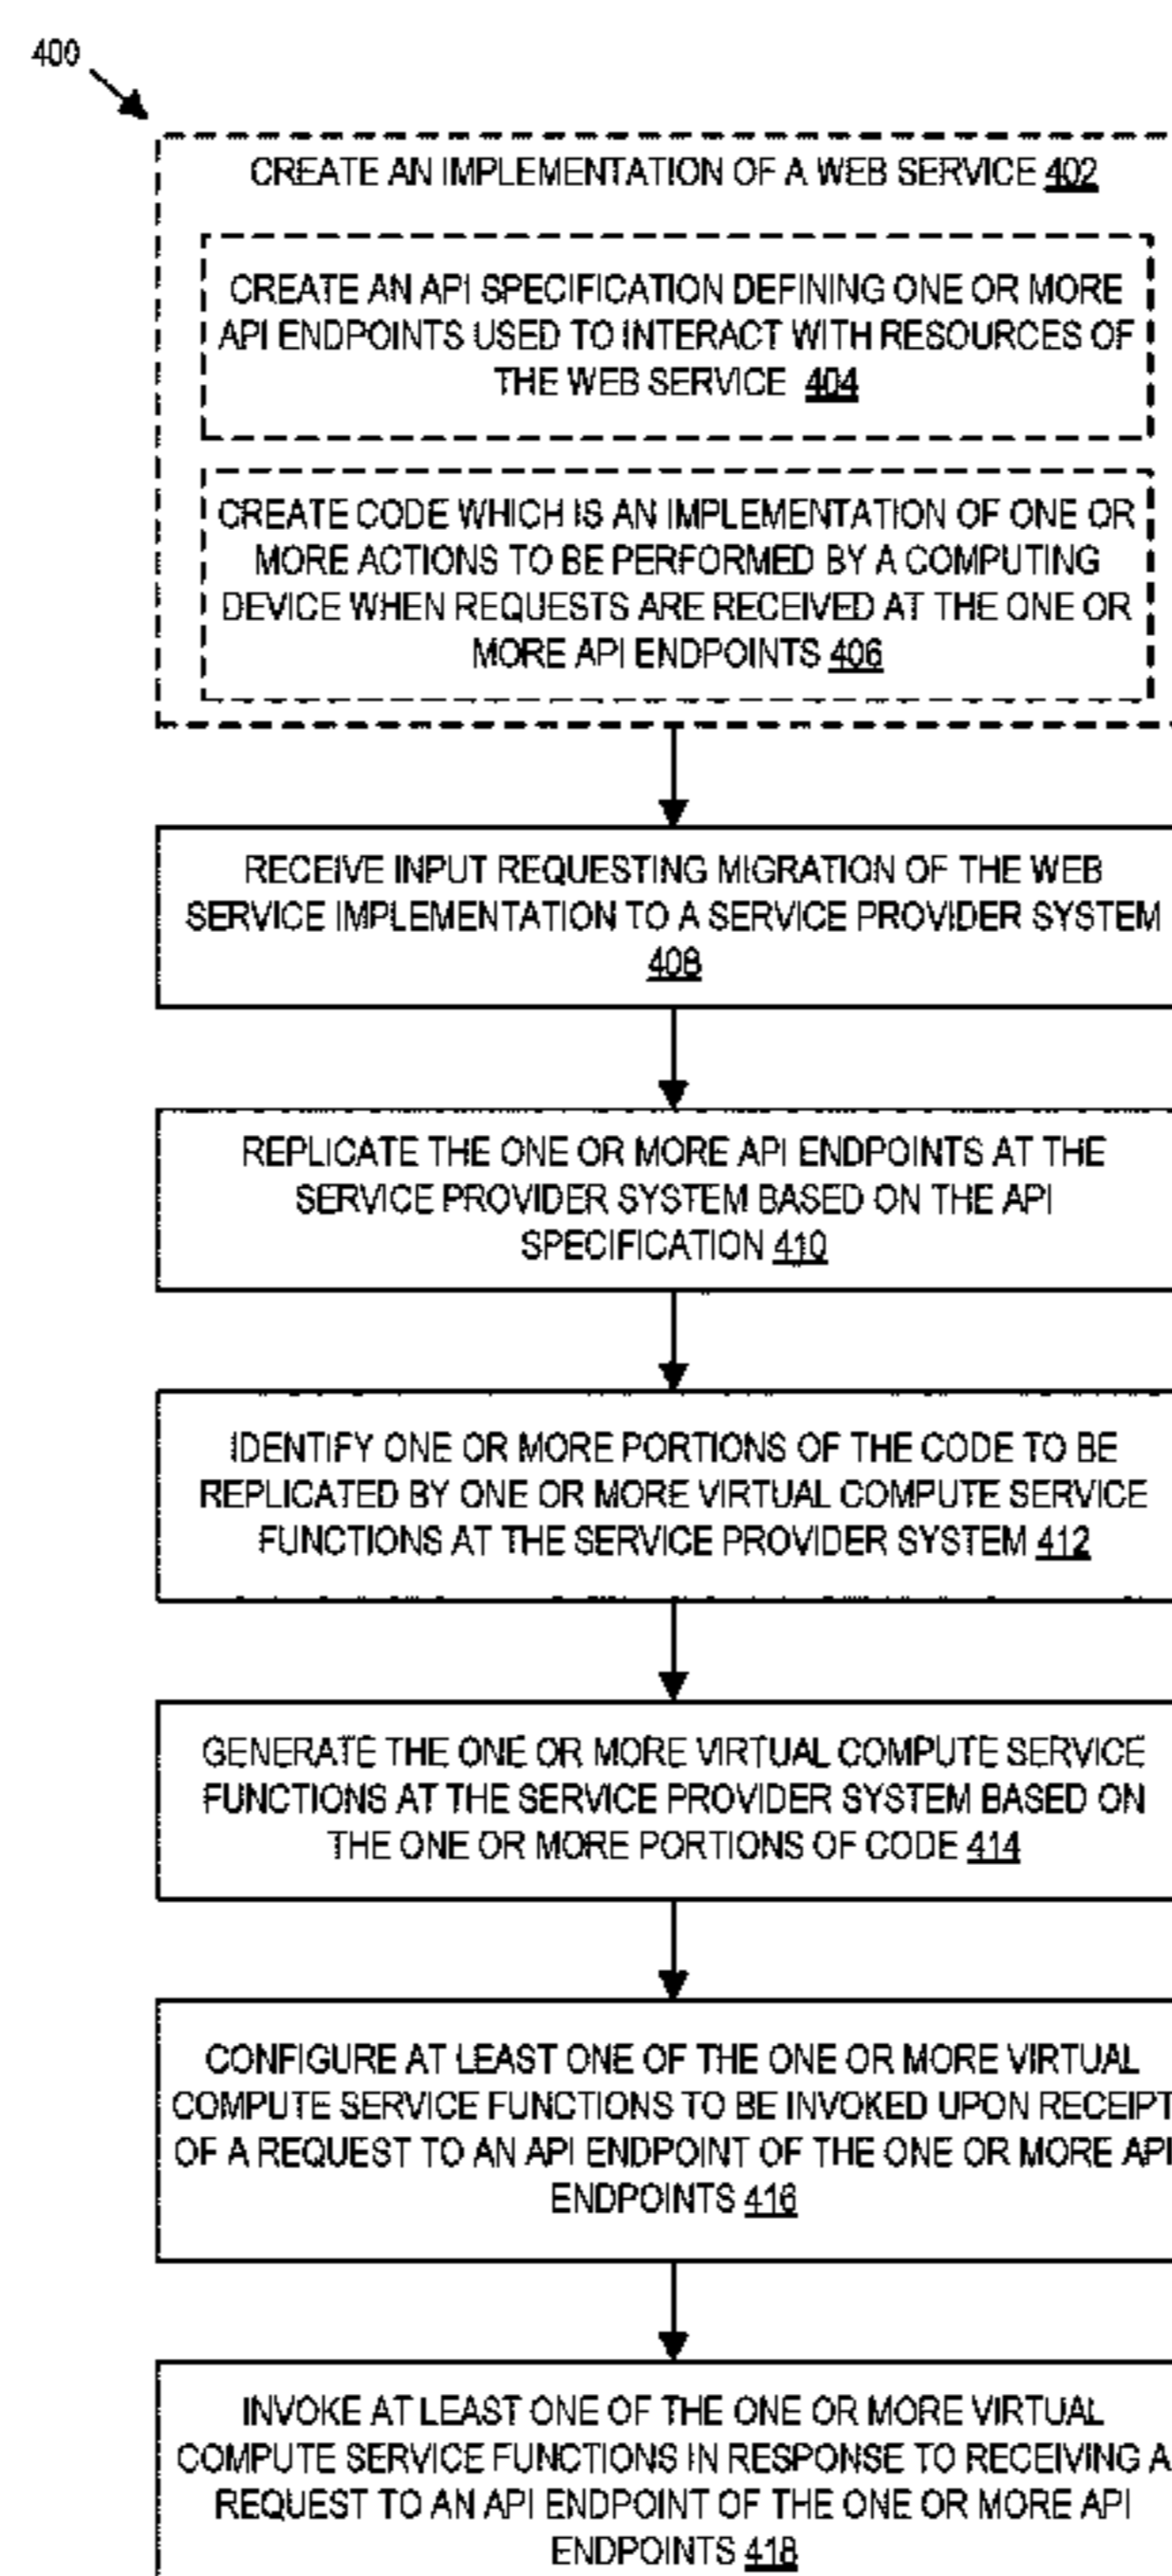 400
CREATE AN IMPLEMENTATION OF A WEB SERVICE 402
CREATE AN API SPECIFICATION DEFINING ONE OR MORE
API ENDPOINTS USED TO INTERACT WITH RESOURCES OF
THE WEB SERVICE 404
CREATE CODE WHICH IS AN IMPLEMENTATION OF ONE OR
MORE ACTIONS TO BE PERFORMED BY A COMPUTING
DEVICE WHEN REQUESTS ARE RECEIVED AT THE ONE OR
MORE API ENDPOINTS 406
RECEIVE INPUT REQUESTING MIGRATION OF THE WEB
SERVICE IMPLEMENTATION TO A SERVICE PROVIDER SYSTEM
408
REPLICATE THE ONE OR MORE API ENDPOINTS AT THE
SERVICE PROVIDER SYSTEM BASED ON THE API
SPECIFICATION 410
IDENTIFY ONE OR MORE PORTIONS OF THE CODE TO BE
REPLICATED BY ONE OR MORE VIRTUAL COMPUTE SERVICE
FUNCTIONS AT THE SERVICE PROVIDER SYSTEM 412
GENERATE THE ONE OR MORE VIRTUAL COMPUTE SERVICE
FUNCTIONS AT THE SERVICE PROVIDER SYSTEM BASED ON
THE ONE OR MORE PORTIONS OF CODE 414
CONFIGURE AT LEAST ONE OF THE ONE OR MORE VIRTUAL
COMPUTE SERVICE FUNCTIONS TO BE INVOKED UPON RECEIPT
OF A REQUEST TO AN API ENDPOINT OF THE ONE OR MORE API
ENDPOINTS 416
INVOKE AT LEAST ONE OF THE ONE OR MORE VIRTUAL
COMPUTE SERVICE FUNCTIONS IN RESPONSE TO RECEIVING A
REQUEST TO AN API ENDPOINT OF THE ONE OR MORE API
ENDPOINTS 418